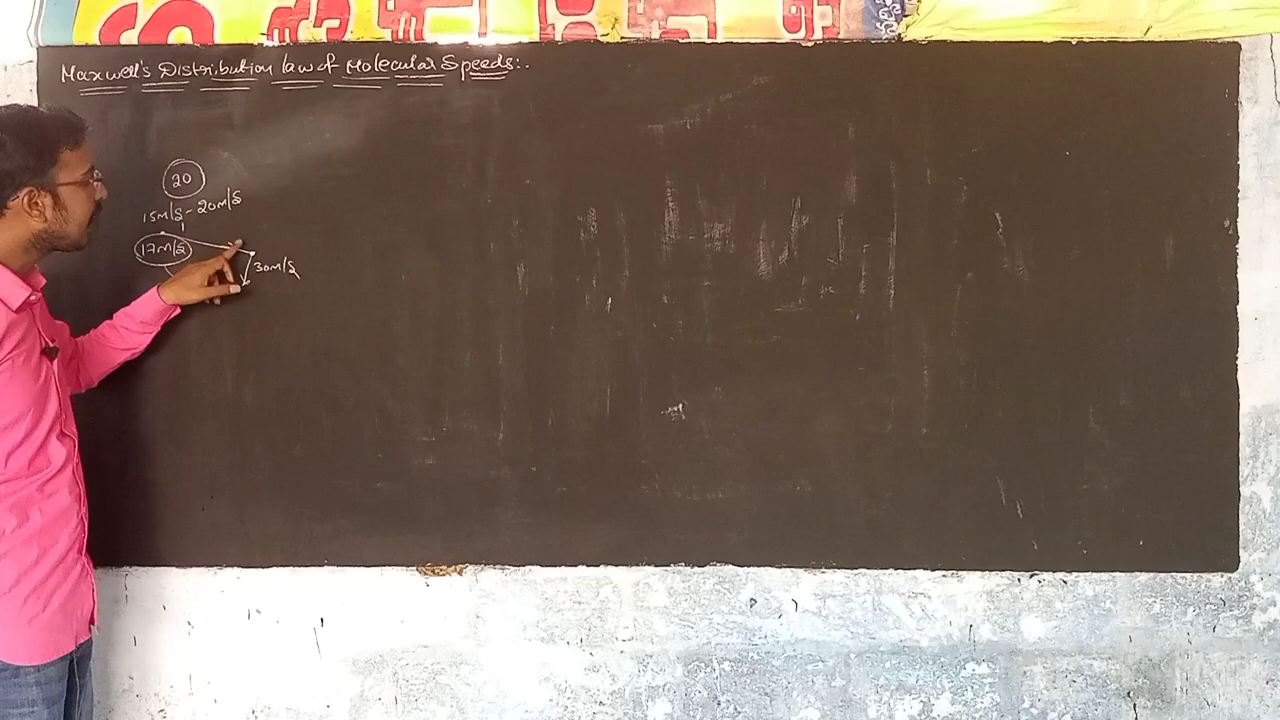 Maxwell's Distribution law of Molecular Speeds:.
20
15m/s - 20m/s
17m/s
30m/s